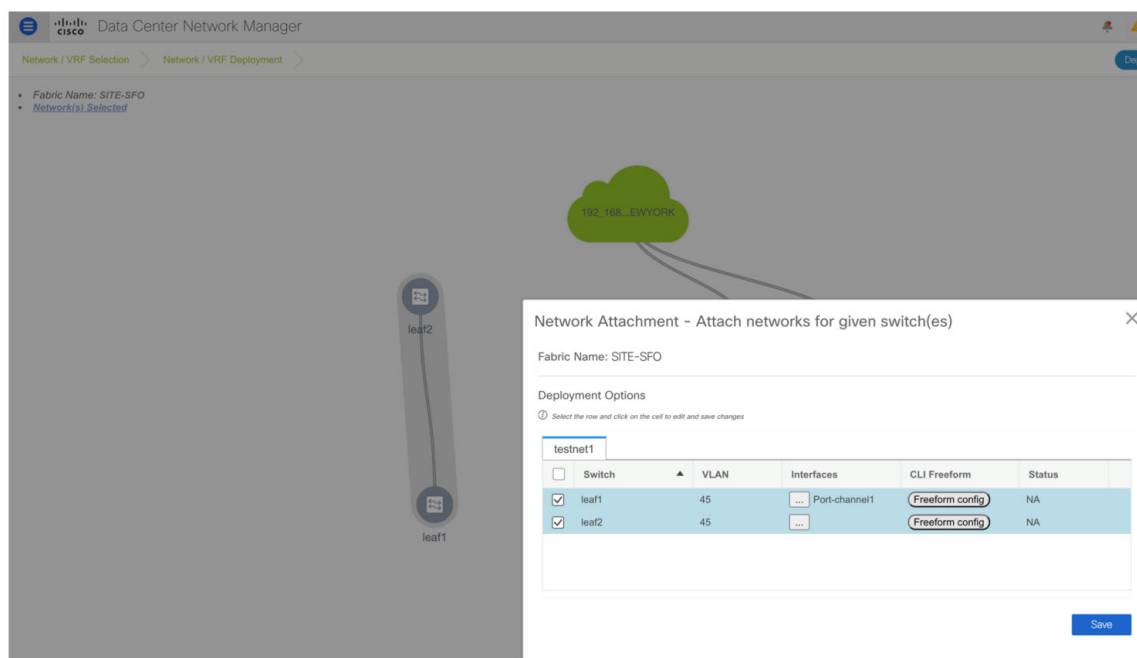 CISCO Data Center Network Manager
Network / VRF Selection Network / VRF Deployment
Fabric Name: SITE-SFO
Network(s) Selected
192_168...EWYORK
leaf2
leaf1
Network Attachment - Attach networks for given switch(es)
Fabric Name: SITE-SFO
Deployment Options
Select the row and click on the cell to edit and save changes
testnet1
Switch VLAN Interfaces CLI Freeform Status
leaf1 45 ... Port-channel1 Freeform config NA
leaf2 45 ... Freeform config NA
Save